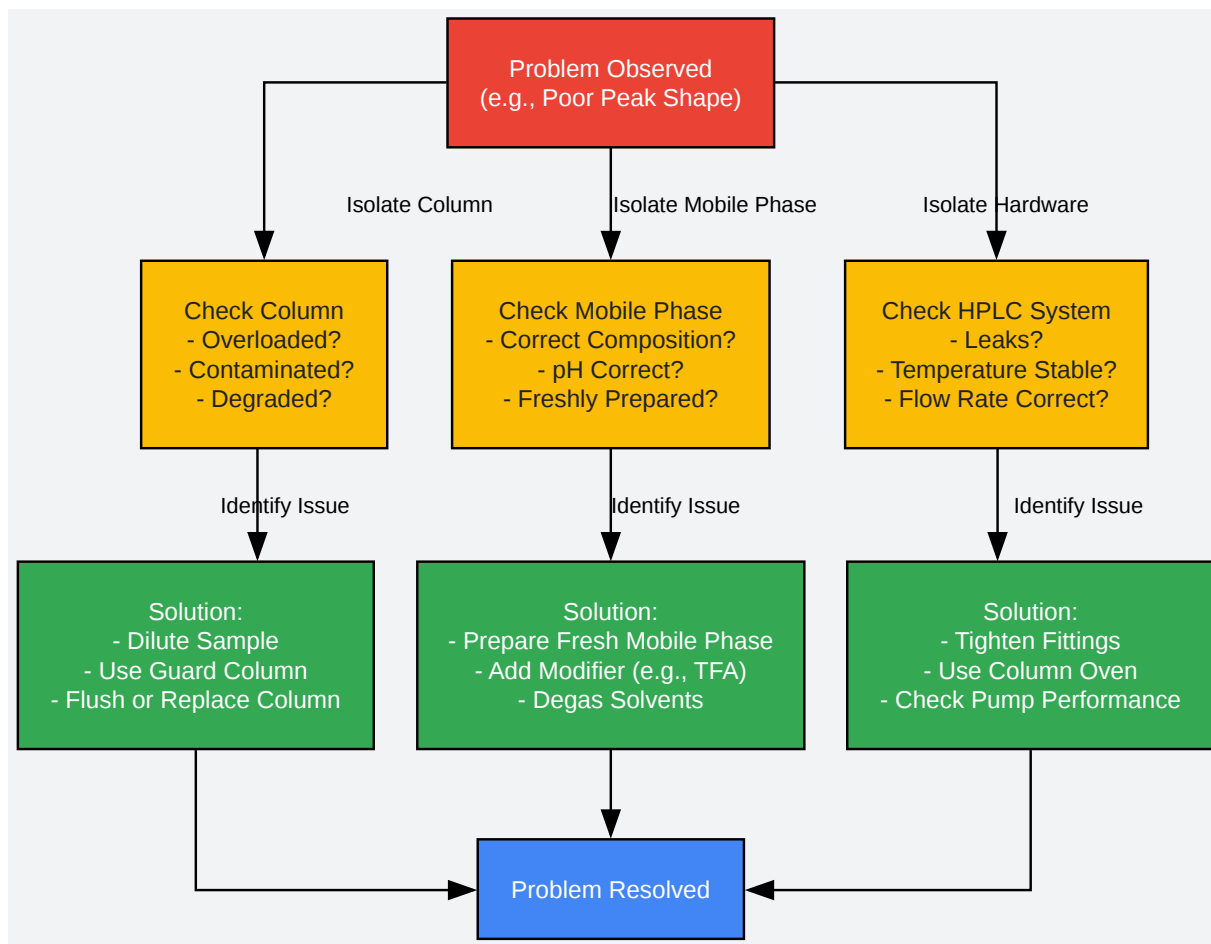 Problem Observed
(e.g., Poor Peak Shape)
Isolate Column
Isolate Mobile Phase
Isolate Hardware
Check Column
- Overloaded?
- Contaminated?
- Degraded?
Check Mobile Phase
- Correct Composition?
- pH Correct?
- Freshly Prepared?
Check HPLC System
- Leaks?
- Temperature Stable?
- Flow Rate Correct?
Identify Issue
Identify Issue
Identify Issue
Solution:
- Dilute Sample
- Use Guard Column
- Flush or Replace Column
Solution:
- Prepare Fresh Mobile Phase
- Add Modifier (e.g., TFA)
- Degas Solvents
Solution:
- Tighten Fittings
- Use Column Oven
- Check Pump Performance
Problem Resolved